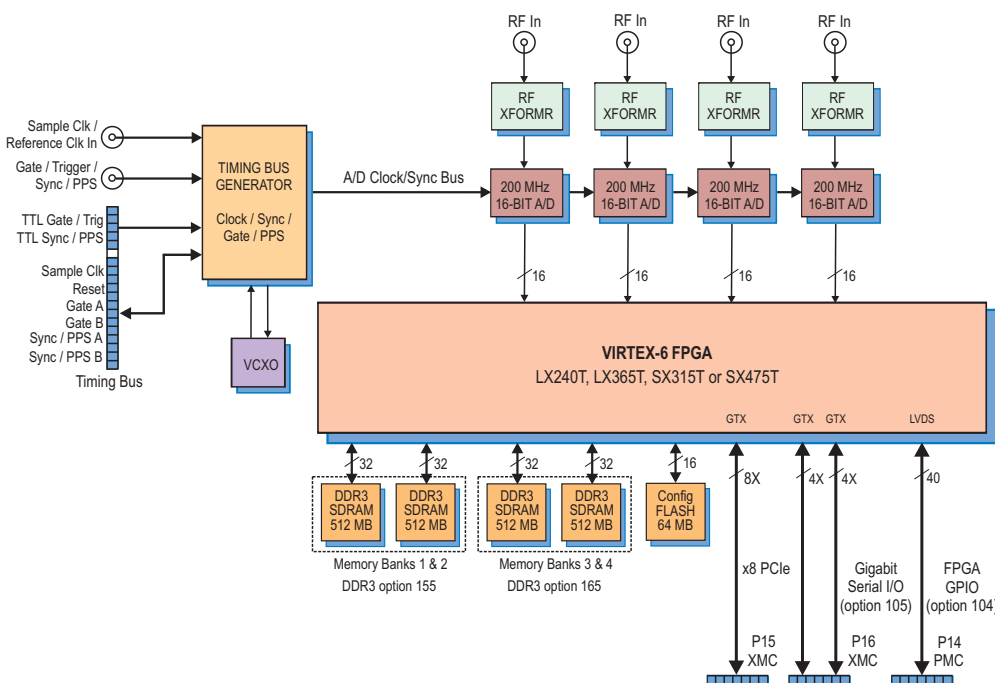 RF In
RF In
RF In
RF In
RF
XFORMR
RF
XFORMR
RF
XFORMR
RF
XFORMR
Sample Clk /
Reference Clk In
Gate / Trigger /
Sync / PPS
TTL Gate / Trig
TTL Sync / PPS
Sample Clk
Reset
Gate A
Gate B
Sync / PPS A
Sync / PPS B
Timing Bus
TIMING BUS
GENERATOR
Clock / Sync /
Gate / PPS
VCXO
A/D Clock/Sync Bus
200 MHz
16-BIT A/D
200 MHz
16-BIT A/D
200 MHz
16-BIT A/D
200 MHz
16-BIT A/D
16
16
16
16
VIRTEX-6 FPGA
LX240T, LX365T, SX315T or SX475T
GTX
GTX
GTX
LVDS
32
32
32
32
16
8X
4X
4X
40
DDR3
SDRAM
512 MB
DDR3
SDRAM
512 MB
DDR3
SDRAM
512 MB
DDR3
SDRAM
512 MB
Config
FLASH
64 MB
Memory Banks 1 & 2
DDR3 option 155
Memory Banks 3 & 4
DDR3 option 165
x8 PCIe
Gigabit
Serial I/O
(option 105)
FPGA
GPIO
(option 104)
P15
XMC
P16
XMC
P14
PMC